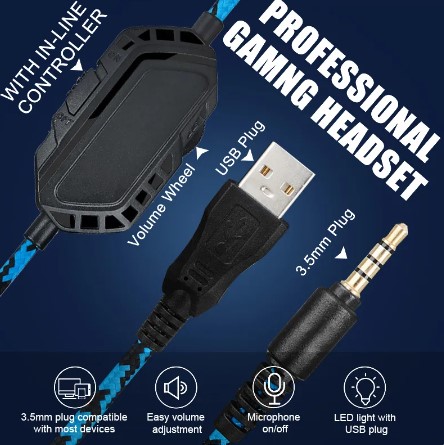 PROFESSIONAL
GAMNG HEADSET
WITH IN-LINE
CONTROLLER
Volume Wheel
USB Plug
3.5mm Plug
3.5mm plug compatible
with most devices
Easy volume
adjustment
Microphone
on/off
LED light with
USB plug